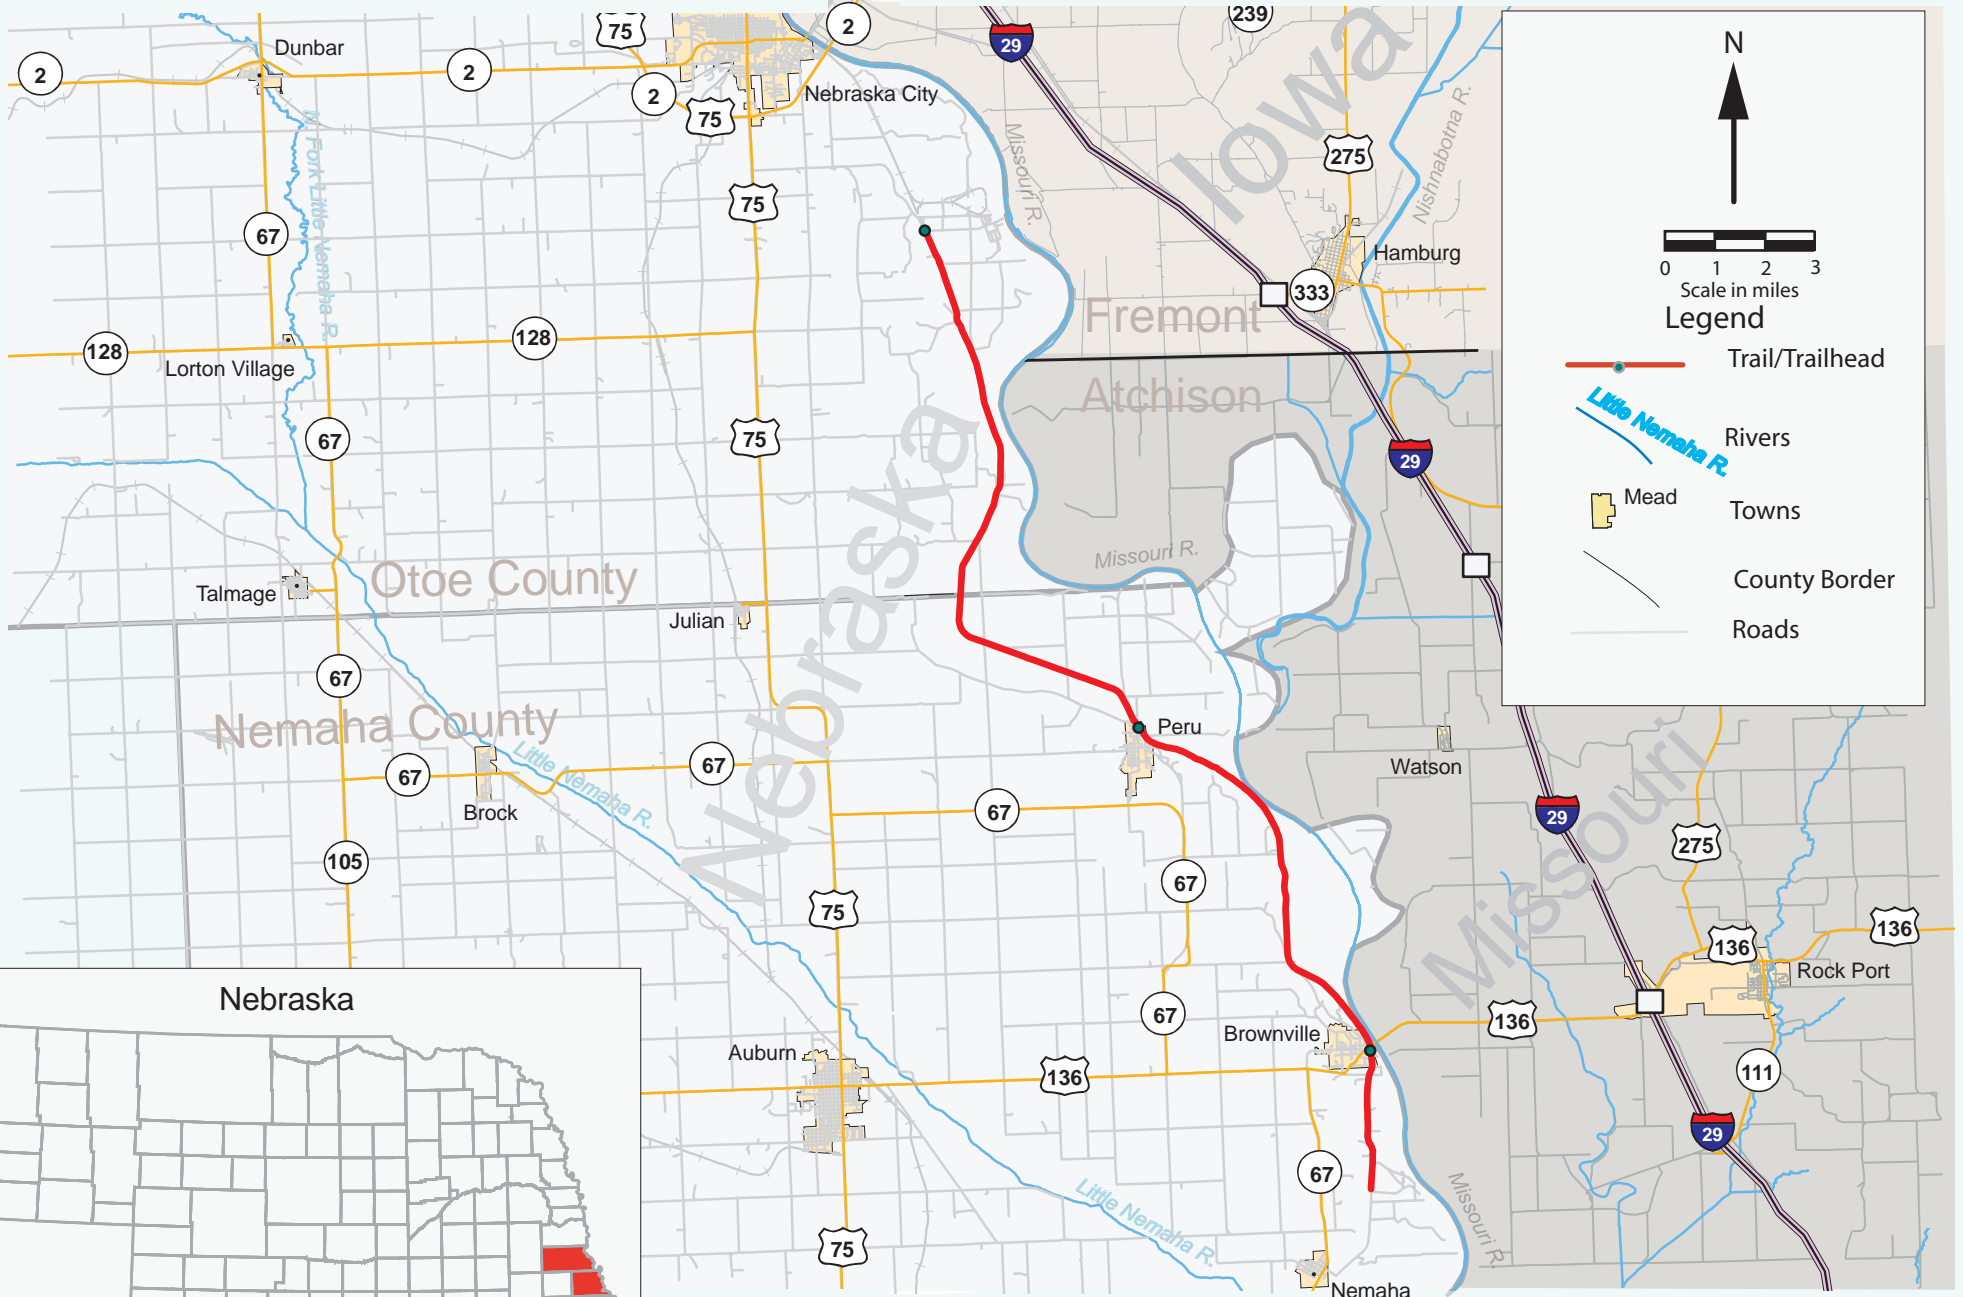 75
2
239
29
N
Dunbar
2
2
2
75
Nebraska City
Iowa
Missouri R.
275
Nishnabotna R.
N. Fork Little Nemaha R.
75
67
Hamburg
0 1 2 3
Scale in miles
333
Fremont
Legend
128
128
Lorton Village
Trail/Trailhead
Atchison
Little Nemaha R.
Rivers
67
75
29
Nebraska
Mead
Towns
Missouri R.
Otoe County
Talmage
County Border
Julian
Roads
67
Nemaha County
Peru
Little Nemaha R.
67
67
Watson
Missouri
Brock
67
29
275
105
67
75
136
136
Rock Port
Nebraska
67
136
Brownville
Auburn
136
111
29
67
Little Nemaha R.
Missouri R.
75
Nemaha